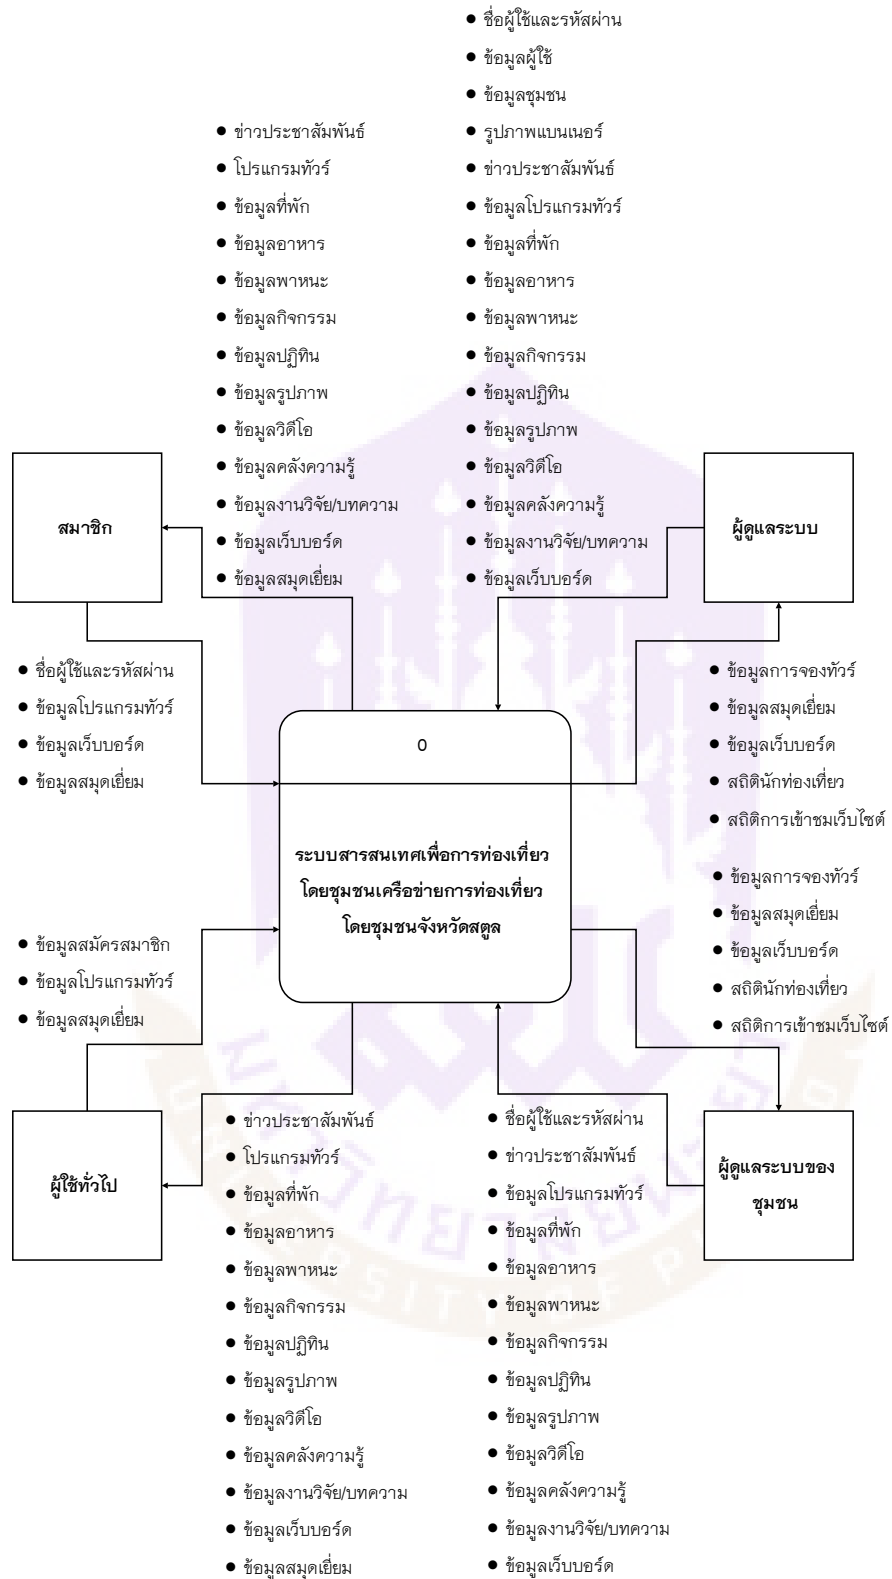 ● ชื่อผู้ใช้และรหัสผ่าน
● ข้อมูลผู้ใช้
● ข้อมูลชุมชน
● รูปภาพแบนเนอร์
● ข่าวประชาสัมพันธ์
● ข้อมูลโปรแกรมทัวร์
● ข้อมูลที่พัก
● ข้อมูลอาหาร
● ข้อมูลพาหนะ
● ข้อมูลกิจกรรม
● ข้อมูลปฏิทิน
● ข้อมูลรูปภาพ
● ข้อมูลวิดีโอ
● ข้อมูลคลังความรู้
● ข้อมูลงานวิจัย/บทความ
● ข้อมูลเว็บบอร์ด
● ข่าวประชาสัมพันธ์
● โปรแกรมทัวร์
● ข้อมูลที่พัก
● ข้อมูลอาหาร
● ข้อมูลพาหนะ
● ข้อมูลกิจกรรม
● ข้อมูลปฏิทิน
● ข้อมูลรูปภาพ
● ข้อมูลวิดีโอ
● ข้อมูลคลังความรู้
● ข้อมูลงานวิจัย/บทความ
● ข้อมูลเว็บบอร์ด
● ข้อมูลสมุดเยี่ยม
สมาชิก
ผู้ดูแลระบบ
● ชื่อผู้ใช้และรหัสผ่าน
● ข้อมูลโปรแกรมทัวร์
● ข้อมูลเว็บบอร์ด
● ข้อมูลสมุดเยี่ยม
● ข้อมูลการจองทัวร์
● ข้อมูลสมุดเยี่ยม
● ข้อมูลเว็บบอร์ด
● สถิตินักท่องเที่ยว
● สถิติการเข้าชมเว็บไซต์
0
ระบบสารสนเทศเพื่อการท่องเที่ยว
โดยชุมชนเครือข่ายการท่องเที่ยว
โดยชุมชนจังหวัดสตูล
● ข้อมูลการจองทัวร์
● ข้อมูลสมุดเยี่ยม
● ข้อมูลเว็บบอร์ด
● สถิตินักท่องเที่ยว
● สถิติการเข้าชมเว็บไซต์
● ข้อมูลสมัครสมาชิก
● ข้อมูลโปรแกรมทัวร์
● ข้อมูลสมุดเยี่ยม
ผู้ใช้ทั่วไป
ผู้ดูแลระบบของ
ชุมชน
● ข่าวประชาสัมพันธ์
● โปรแกรมทัวร์
● ข้อมูลที่พัก
● ข้อมูลอาหาร
● ข้อมูลพาหนะ
● ข้อมูลกิจกรรม
● ข้อมูลปฏิทิน
● ข้อมูลรูปภาพ
● ข้อมูลวิดีโอ
● ข้อมูลคลังความรู้
● ข้อมูลงานวิจัย/บทความ
● ข้อมูลเว็บบอร์ด
● ข้อมูลสมุดเยี่ยม
● ชื่อผู้ใช้และรหัสผ่าน
● ข่าวประชาสัมพันธ์
● ข้อมูลโปรแกรมทัวร์
● ข้อมูลที่พัก
● ข้อมูลอาหาร
● ข้อมูลพาหนะ
● ข้อมูลกิจกรรม
● ข้อมูลปฏิทิน
● ข้อมูลรูปภาพ
● ข้อมูลวิดีโอ
● ข้อมูลคลังความรู้
● ข้อมูลงานวิจัย/บทความ
● ข้อมูลเว็บบอร์ด